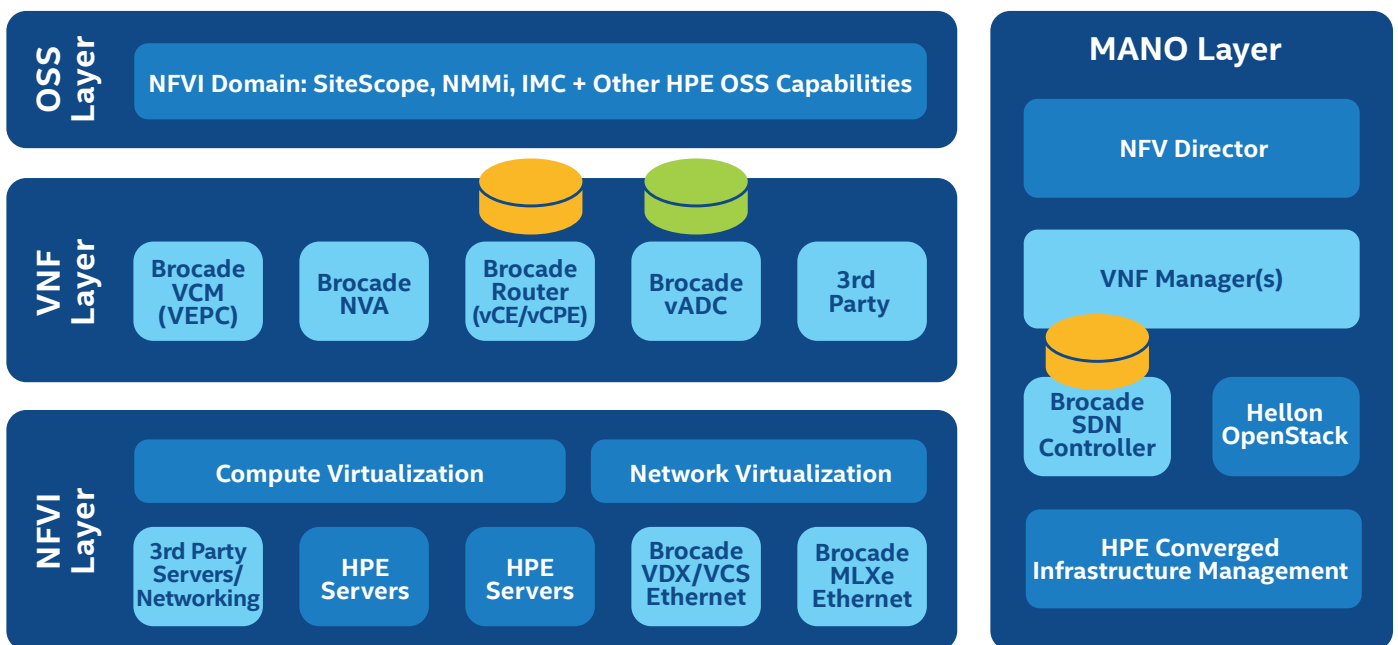 OSS
Layer
NFVI Domain: SiteScope, NMMi, IMC + Other HPE OSS Capabilities
VNF
Layer
Brocade
VCM
(VEPC)
Brocade
NVA
Brocade
Router
(vCE/vCPE)
Brocade
vADC
3rd
Party
NFVI
Layer
Compute Virtualization
Network Virtualization
3rd Party
Servers/
Networking
HPE
Servers
HPE
Servers
Brocade
VDX/VCS
Ethernet
Brocade
MLXe
Ethernet
MANO Layer
NFV Director
VNF Manager(s)
Brocade
SDN
Controller
Hellon
OpenStack
HPE Converged
Infrastructure Management